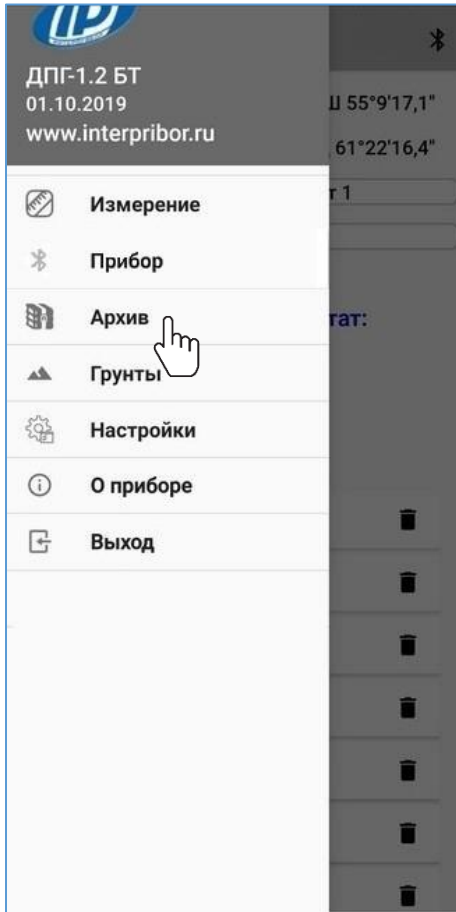 ДПГ-1.2 БТ
01.10.2019
www.interpribor.ru
Ш 55°9'17,1"
61°22'16,4"
т 1
Измерение
Прибор
Архив
тат:
Грунты
Настройки
О приборе
Выход